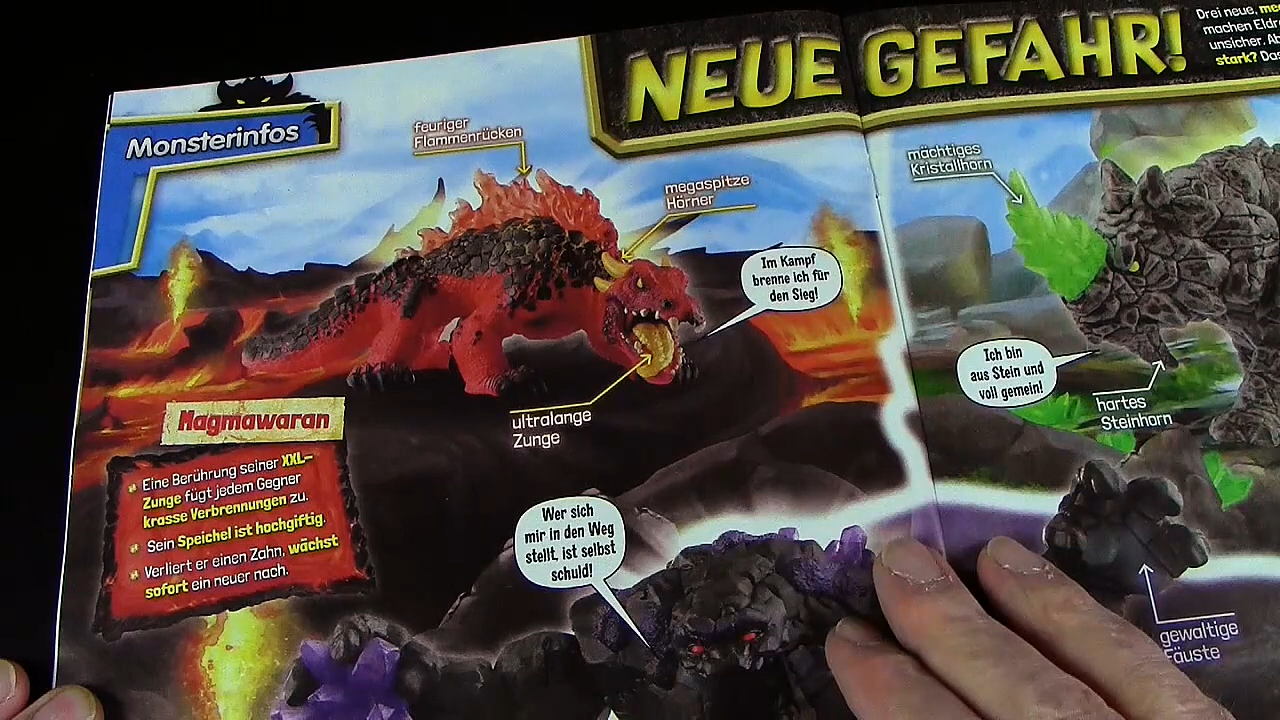 NEUE GEFAHR!
Drei neue,
machen
unsicher.
stark?
Monsterinfos
feuriger
Flammenrücken
megaspitze
Hörner
Im Kampf
brenne ich für
den Sieg!
ultralange
Zunge
Magmawaran
Eine Berührung seiner XXL-
Zunge fügt jedem Gegner
krasse Verbrennungen zu.
Sein Speichel ist hochgiftig.
Verliert er einen Zahn, wächst
sofort ein neuer nach.
mächtiges
Kristallhorn
Ich bin
aus Stein und
voll gemein!
hartes
Steinhorn
Wer sich
mir in den Weg
stellt, ist selbst
schuld!
gewaltige
Fäuste